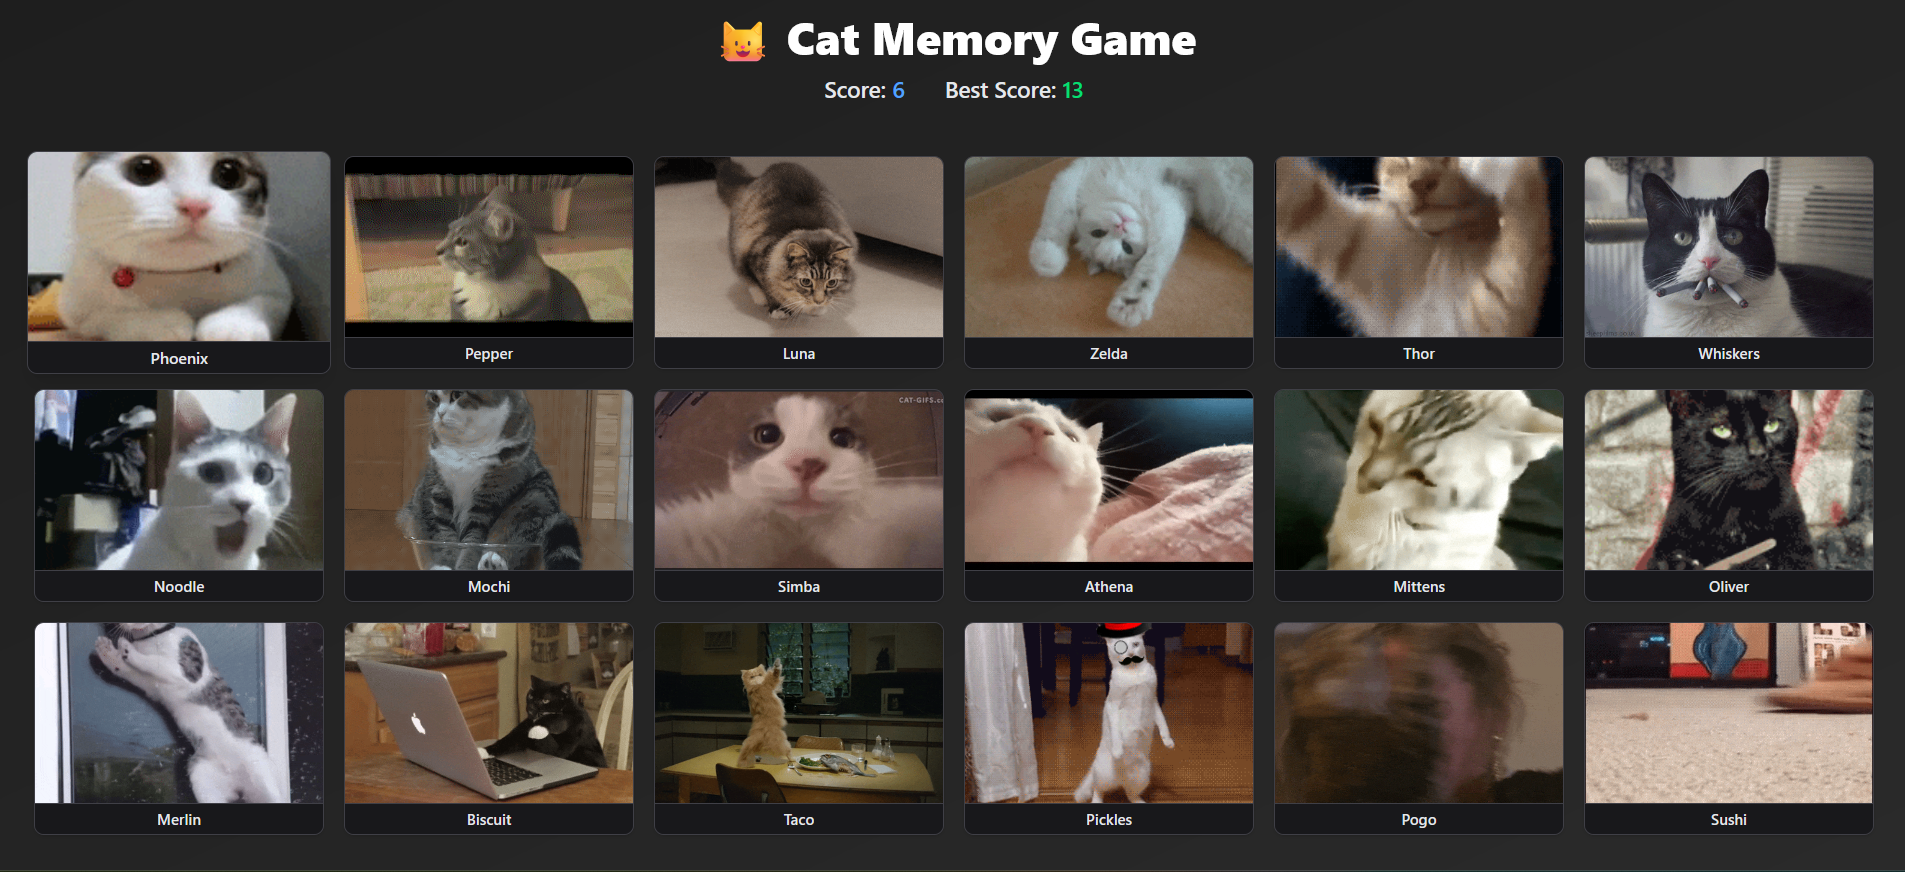 Cat Memory Game
Score: 6 Best Score: 13
Phoenix
Pepper
Luna
Zelda
Thor
Whiskers
Noodle
Mochi
CAT-GIFS.c
Simba
Athena
Mittens
Oliver
Merlin
Biscuit
Taco
Pickles
Pogo
Sushi